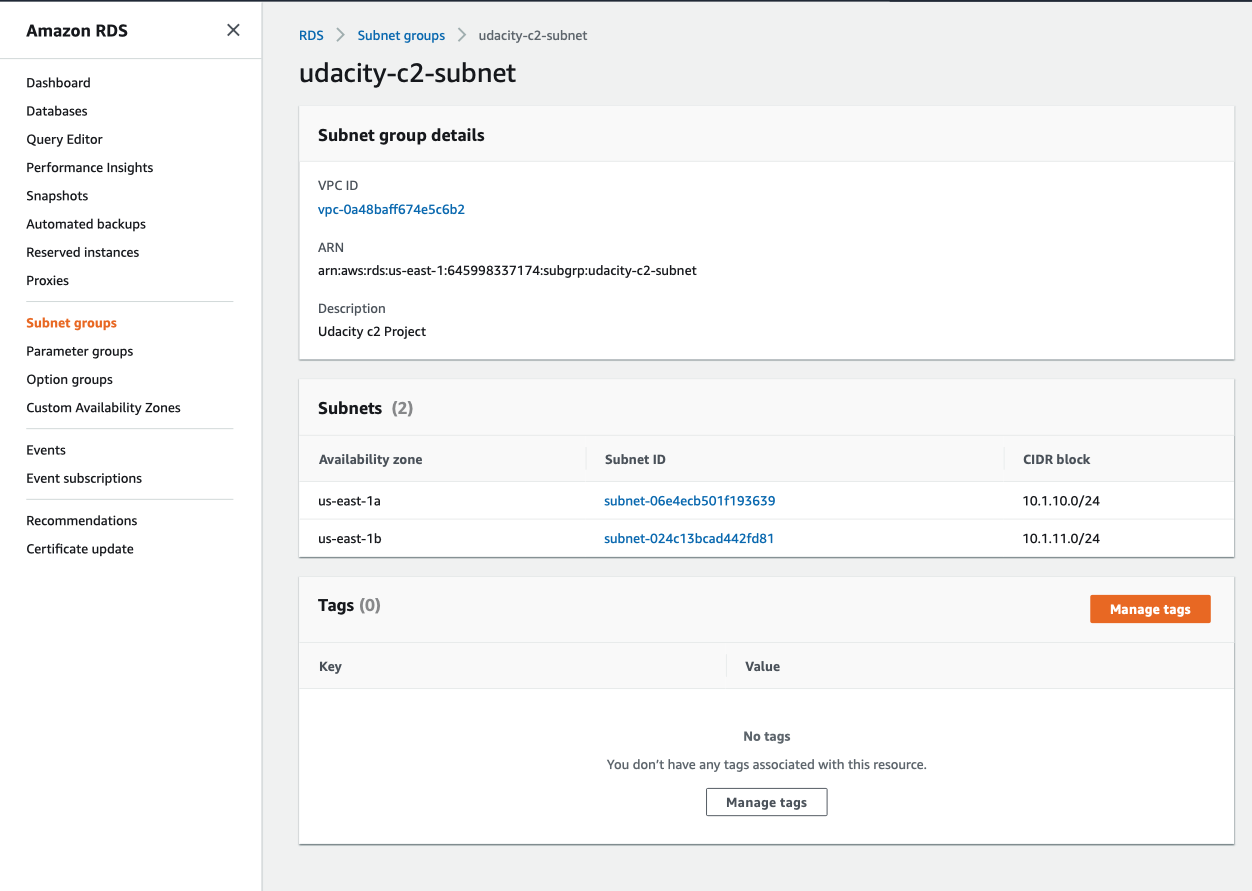 Amazon RDS
Dashboard
Databases
Query Editor
Performance Insights
Snapshots
Automated backups
Reserved instances
Proxies
Subnet groups
Parameter groups
Option groups
Custom Availability Zones
Events
Event subscriptions
Recommendations
Certificate update
RDS > Subnet groups > udacity-c2-subnet
udacity-c2-subnet
Subnet group details
VPC ID
vpc-0a48baff674e5c6b2
ARN
arn:aws:rds:us-east-1:645998337174:subgrp:udacity-c2-subnet
Description
Udacity c2 Project
Subnets (2)
Availability zone Subnet ID CIDR block
us-east-1a subnet-06e4ecb501f193639 10.1.10.0/24
us-east-1b subnet-024c13bcad442fd81 10.1.11.0/24
Tags (0) Manage tags
Key Value
No tags
You don’t have any tags associated with this resource.
Manage tags